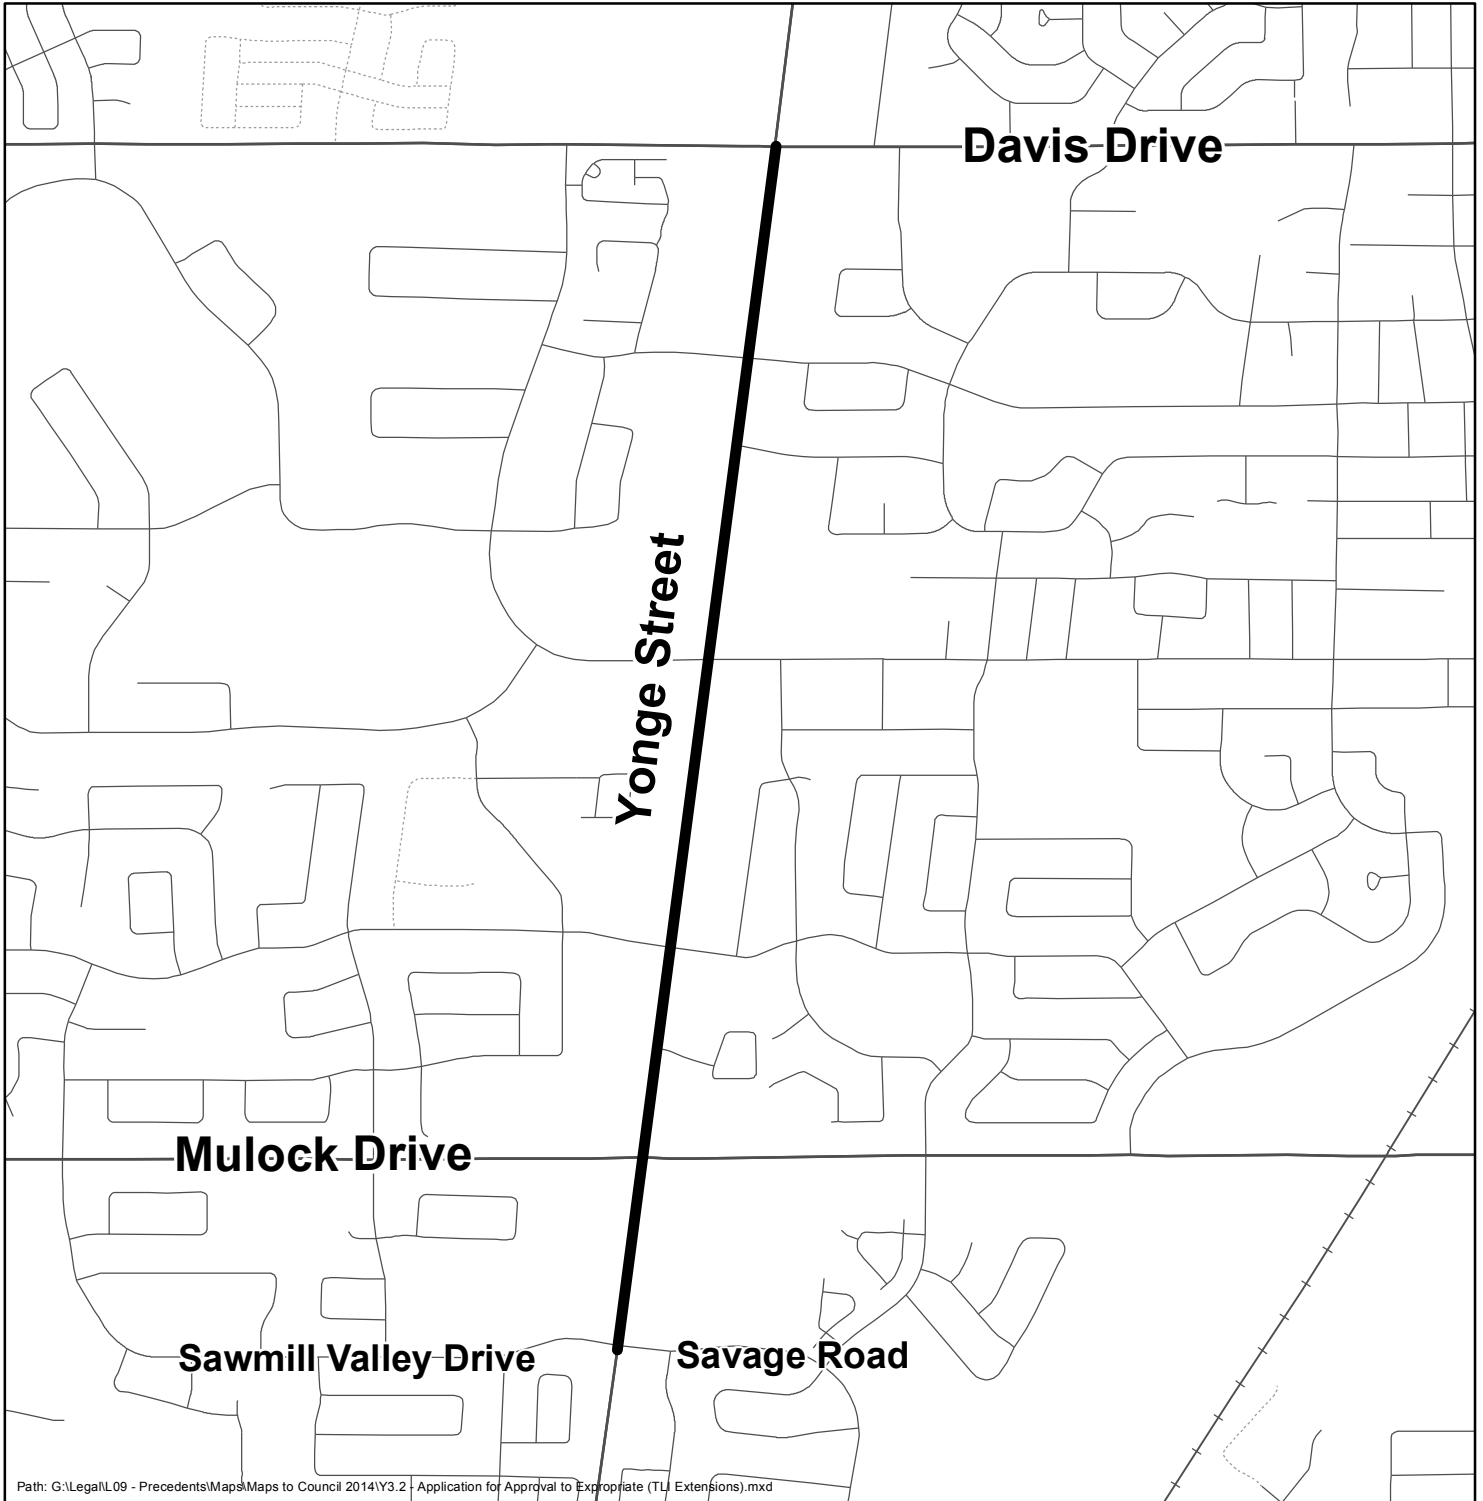 Davis Drive
Yonge Street
Mulock Drive
Sawmill Valley Drive
Savage Road
Path: G:\Legal\L09 - Precedents\Maps\Maps to Council 2014\Y3.2 - Application for Approval to Expropriate (TLI Extensions).mxd